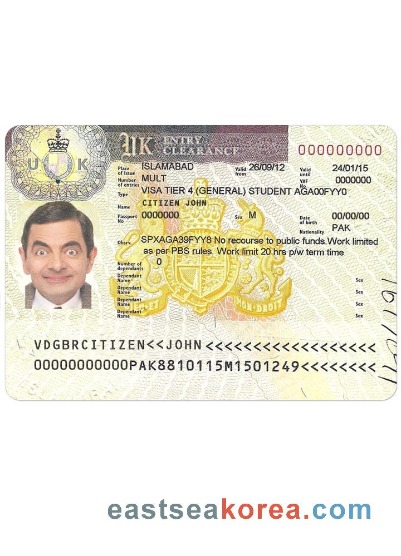 UK ENTRY CLEARANCE 000000000
U K
Place of Issue ISLAMABAD Valid from 26/09/12 Valid until 24/01/15
Number of entries MULT VAF No 0000000
Type VISA TIER 4 (GENERAL) STUDENT AGA00FYY0
Name CITIZEN JOHN
Passport No 0000000 Sex M Date of birth 00/00/00
Nationality PAK
Obsvn SPXAGA39FYY8 No recourse to public funds.Work limited
as per PBS rules. Work limit 20 hrs p/w term time
Number of dependants 0
Dependant Name Sex
Dependant Name Sex
Dependant Name Sex
Dependant Name Sex
MON DROIT
VDGBRCITIZEN<<JOHN<<<<<<<<<<<<<<<<<<
00000000000PAK8810115M1501249<<<<<<<
eastseakorea.com